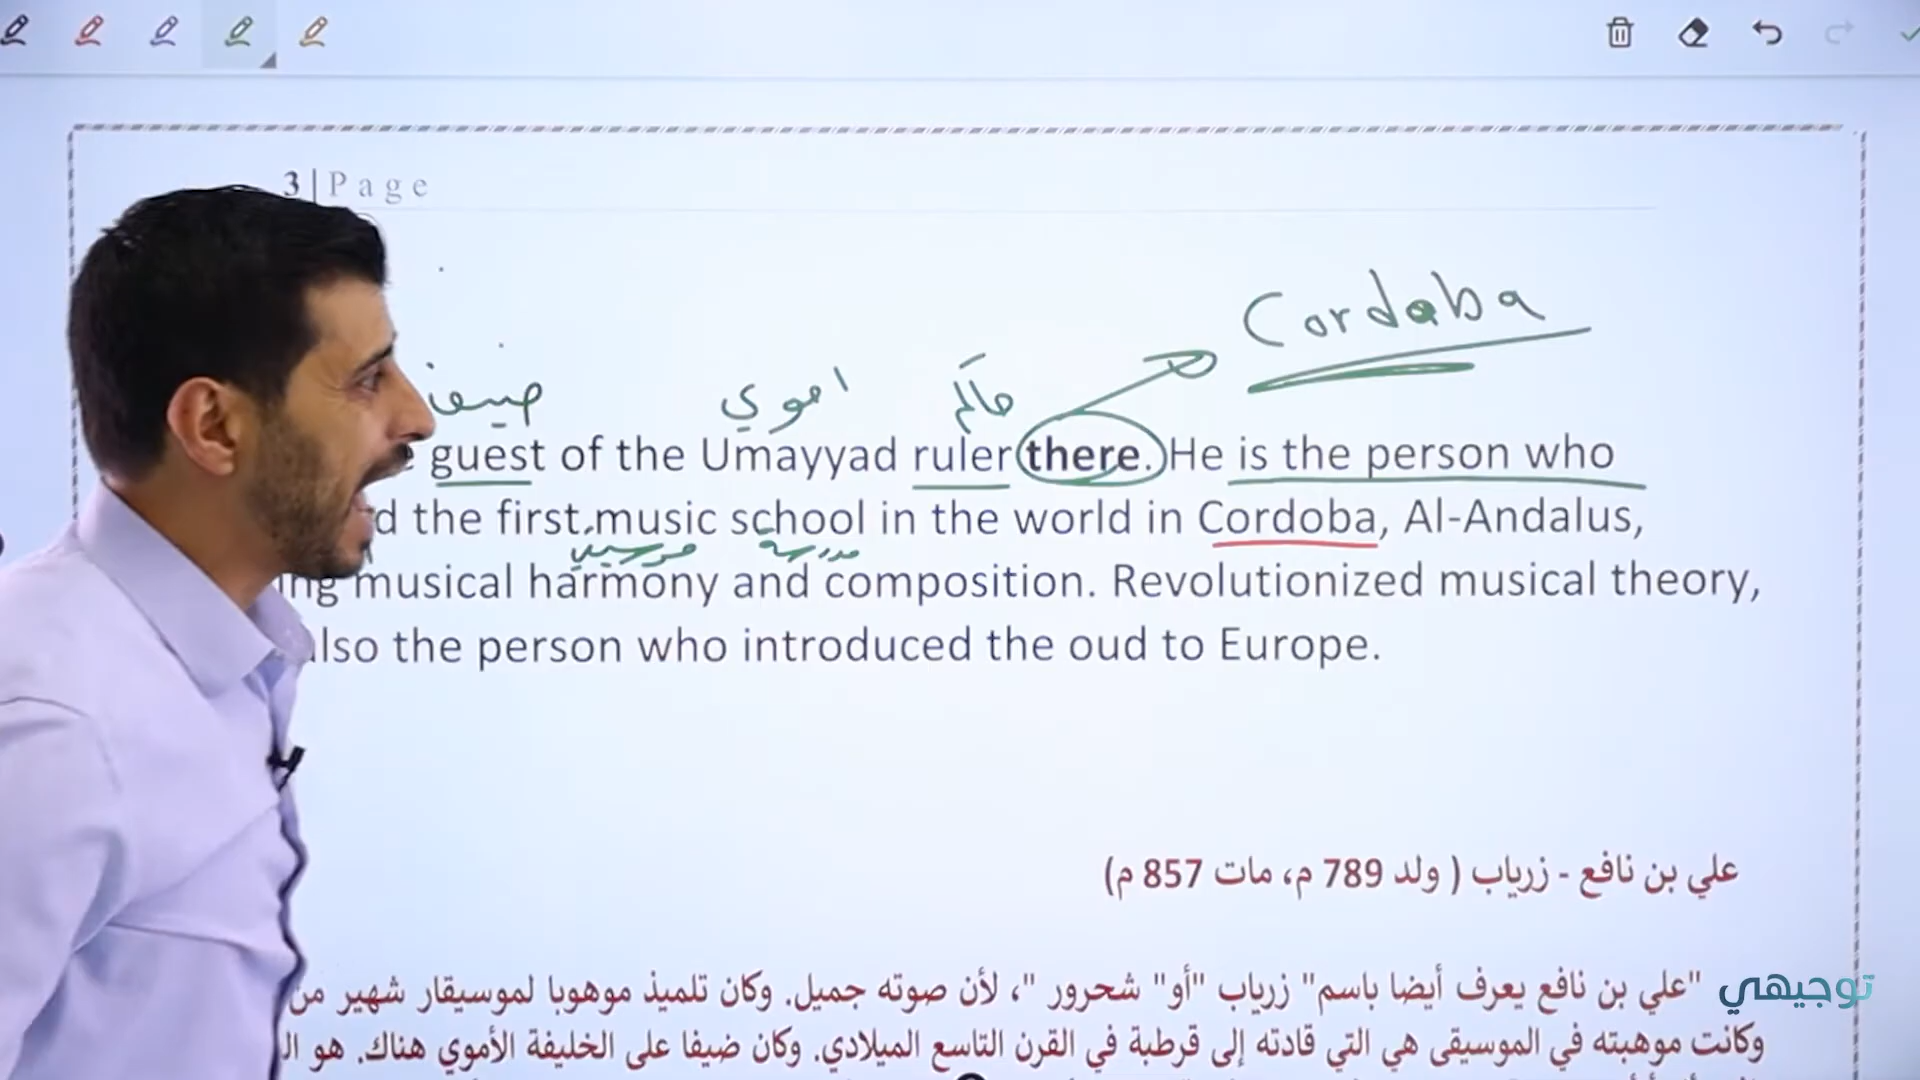 3 | P a g e
Cordoba
ضيف اموي حاكم
guest of the Umayyad ruler there. He is the person who
d the first music school in the world in Cordoba, Al-Andalus,
موسيقى مدرسة
ing musical harmony and composition. Revolutionized musical theory,
also the person who introduced the oud to Europe.
علي بن نافع - زرياب ( ولد 789 م، مات 857 م)
"علي بن نافع يعرف أيضا باسم" زرياب "أو" شحرور "، لأن صوته جميل. وكان تلميذ موهوبا لموسيقار شهير من
توجيهي
وكانت موهبته في الموسيقى هي التي قادته إلى قرطبة في القرن التاسع الميلادي. وكان ضيفا على الخليفة الأموي هناك. هو ال